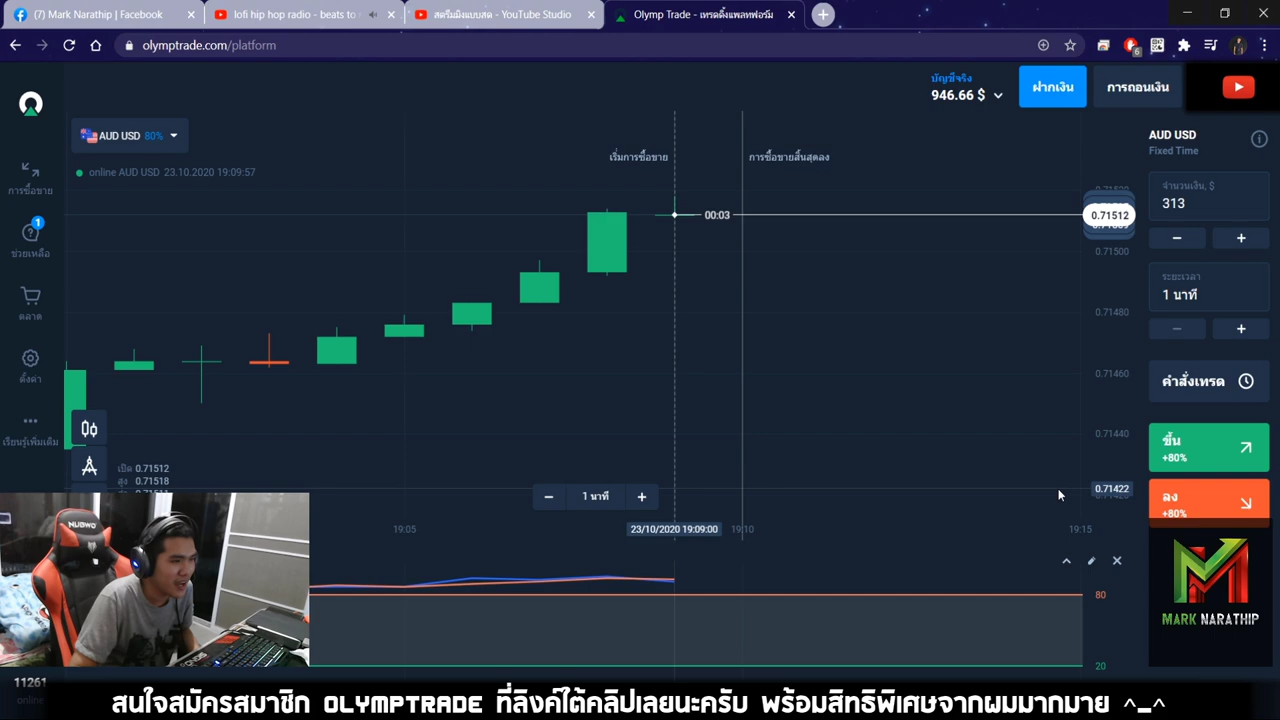 (7) Mark Narathip | Facebook
lofi hip hop radio - beats to
สตรีมมิงแบบสด - YouTube Studio
Olymp Trade - เทรดดิ้งแพลทฟอร์ม
olymptrade.com/platform
6
บัญชีจริง
946.66 $
ฝากเงิน
การถอนเงิน
AUD USD 80%
online AUD USD 23.10.2020 19:09:57
เริ่มการซื้อขาย
การซื้อขายสิ้นสุดลง
AUD USD
Fixed Time
การซื้อขาย
1
ช่วยเหลือ
ตลาด
ตั้งค่า
เรียนรู้เพิ่มเติม
00:03
0.71512
0.71500
0.71480
0.71460
0.71440
0.71422
จำนวนเงิน, $
313
ระยะเวลา
1 นาที
คำสั่งเทรด
ขึ้น
+80%
ลง
+80%
เปิด 0.71512
สูง 0.71518
1 นาที
19:05
23/10/2020 19:09:00
19:10
19:15
80
20
NUBWO
MARK NARATHIP
11261
online
สนใจสมัครสมาชิก OLYMPTRADE ที่ลิงค์ใต้คลิปเลยนะครับ พร้อมสิทธิพิเศษจากผมมากมาย ^_^